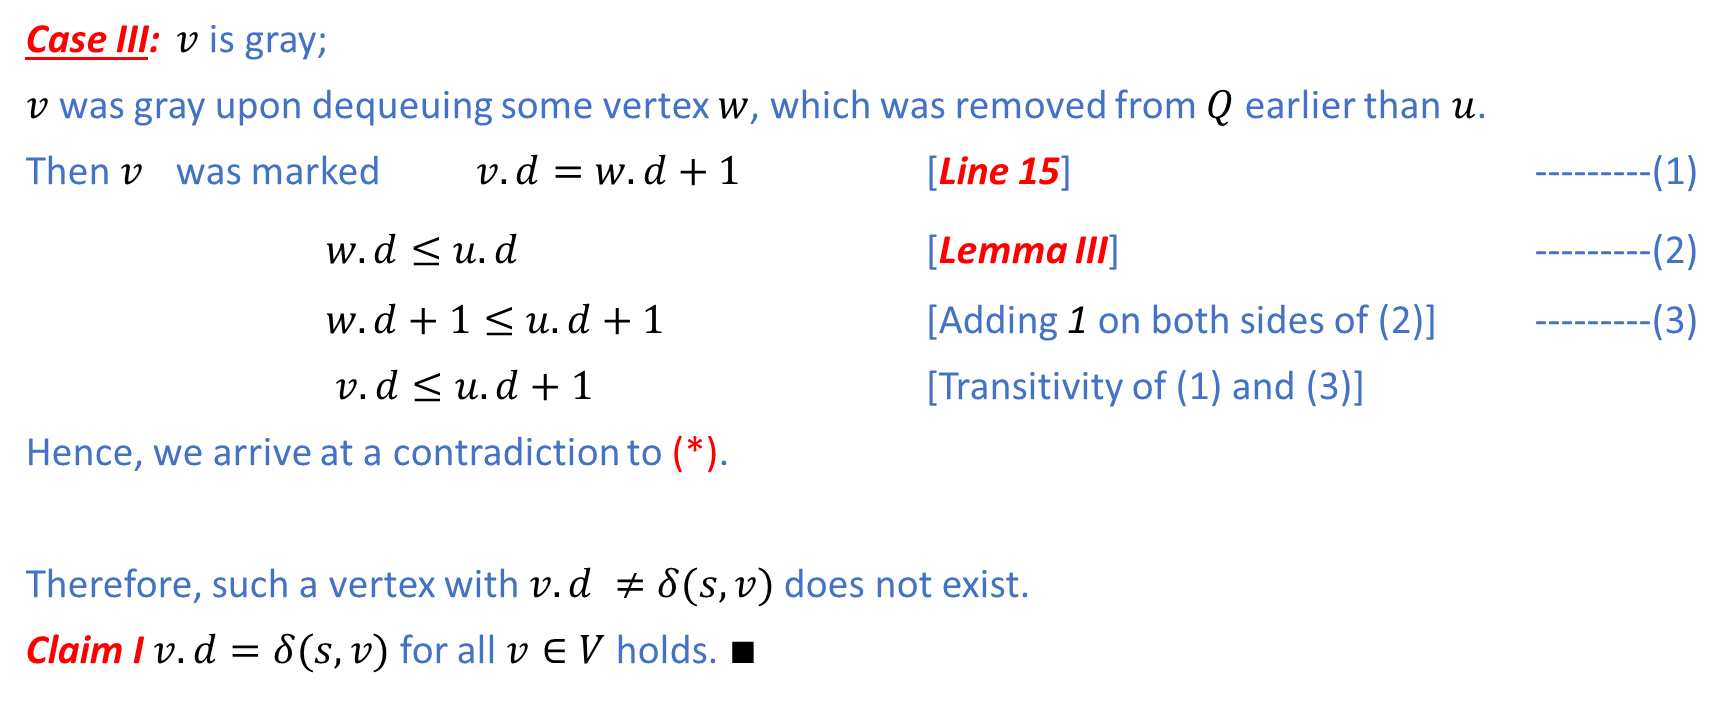 Case III: v is gray;
v was gray upon dequeuing some vertex w, which was removed from Q earlier than u.
Then v was marked v.d = w.d + 1 [Line 15] ---------(1)
w.d ≤ u.d [Lemma III] ---------(2)
w.d + 1 ≤ u.d + 1 [Adding 1 on both sides of (2)] ---------(3)
v.d ≤ u.d + 1 [Transitivity of (1) and (3)]
Hence, we arrive at a contradiction to (*).
Therefore, such a vertex with v.d ≠ δ(s, v) does not exist.
Claim I v.d = δ(s, v) for all v ∈ V holds. ■